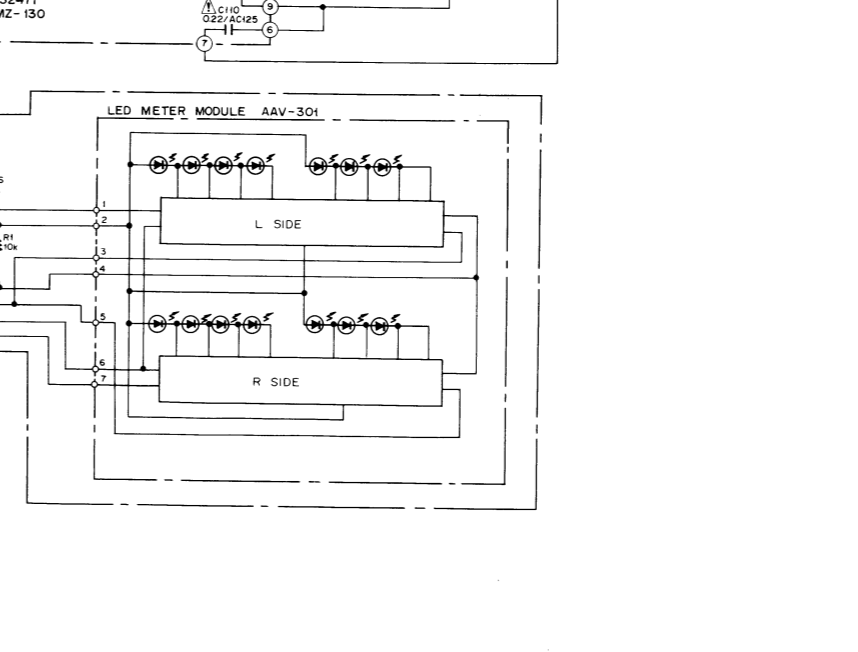 MZ-130
C110
0.22/AC125
9
6
7
LED METER MODULE AAV-301
1
L SIDE
2
R1
10k
3
4
5
6
R SIDE
7